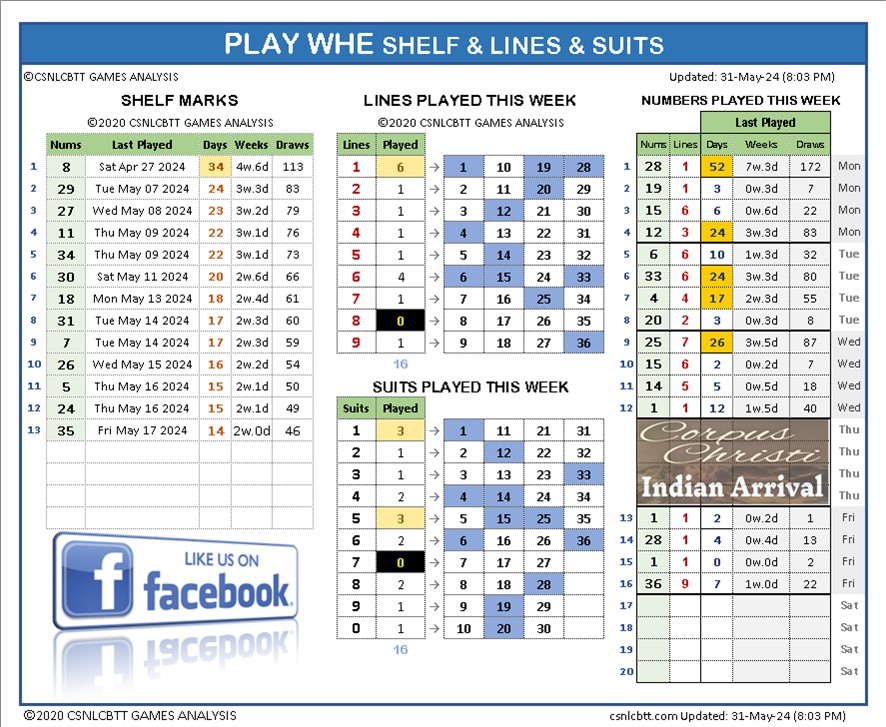 PLAY WHE SHELF & LINES & SUITS
©CSNLCBTT GAMES ANALYSIS
Updated: 31-May-24 (8:03 PM)
SHELF MARKS
©2020 CSNLCBTT GAMES ANALYSIS
Nums Last Played Days Weeks Draws
1 8 Sat Apr 27 2024 34 4w.6d 113
2 29 Tue May 07 2024 24 3w.3d 83
3 27 Wed May 08 2024 23 3w.2d 79
4 11 Thu May 09 2024 22 3w.1d 76
5 34 Thu May 09 2024 22 3w.1d 73
6 30 Sat May 11 2024 20 2w.6d 66
7 18 Mon May 13 2024 18 2w.4d 61
8 31 Tue May 14 2024 17 2w.3d 60
9 7 Tue May 14 2024 17 2w.3d 59
10 26 Wed May 15 2024 16 2w.2d 54
11 5 Thu May 16 2024 15 2w.1d 50
12 24 Thu May 16 2024 15 2w.1d 49
13 35 Fri May 17 2024 14 2w.0d 46
LIKE US ON
f facebook
LINES PLAYED THIS WEEK
©2020 CSNLCBTT GAMES ANALYSIS
Lines Played
1 6 → 1 10 19 28
2 1 → 2 11 20 29
3 1 → 3 12 21 30
4 1 → 4 13 22 31
5 1 → 5 14 23 32
6 4 → 6 15 24 33
7 1 → 7 16 25 34
8 0 → 8 17 26 35
9 1 → 9 18 27 36
16
SUITS PLAYED THIS WEEK
Suits Played
1 3 → 1 11 21 31
2 1 → 2 12 22 32
3 1 → 3 13 23 33
4 2 → 4 14 24 34
5 3 → 5 15 25 35
6 2 → 6 16 26 36
7 0 → 7 17 27
8 2 → 8 18 28
9 1 → 9 19 29
0 1 → 10 20 30
16
NUMBERS PLAYED THIS WEEK
Last Played
Nums Lines Days Weeks Draws
1 28 1 52 7w.3d 172 Mon
2 19 1 3 0w.3d 7 Mon
3 15 6 6 0w.6d 22 Mon
4 12 3 24 3w.3d 83 Mon
5 6 6 10 1w.3d 32 Tue
6 33 6 24 3w.3d 80 Tue
7 4 4 17 2w.3d 55 Tue
8 20 2 3 0w.3d 8 Tue
9 25 7 26 3w.5d 87 Wed
10 15 6 2 0w.2d 7 Wed
11 14 5 5 0w.5d 18 Wed
12 1 1 12 1w.5d 40 Wed
Corpus Thu
Christi Thu
Thu
Indian Arrival Thu
13 1 1 2 0w.2d 1 Fri
14 28 1 4 0w.4d 13 Fri
15 1 1 0 0w.0d 2 Fri
16 36 9 7 1w.0d 22 Fri
17 Sat
18 Sat
19 Sat
20 Sat
©2020 CSNLCBTT GAMES ANALYSIS
csnlcbtt.com Updated: 31-May-24 (8:03 PM)